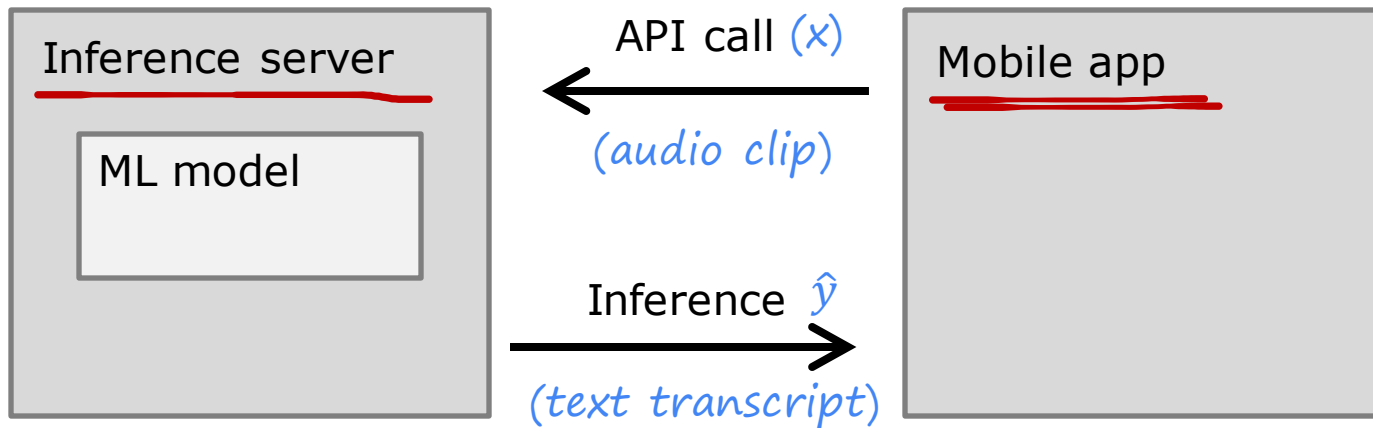 Inference server
ML model
API call (x)
(audio clip)
Inference ŷ
(text transcript)
Mobile app